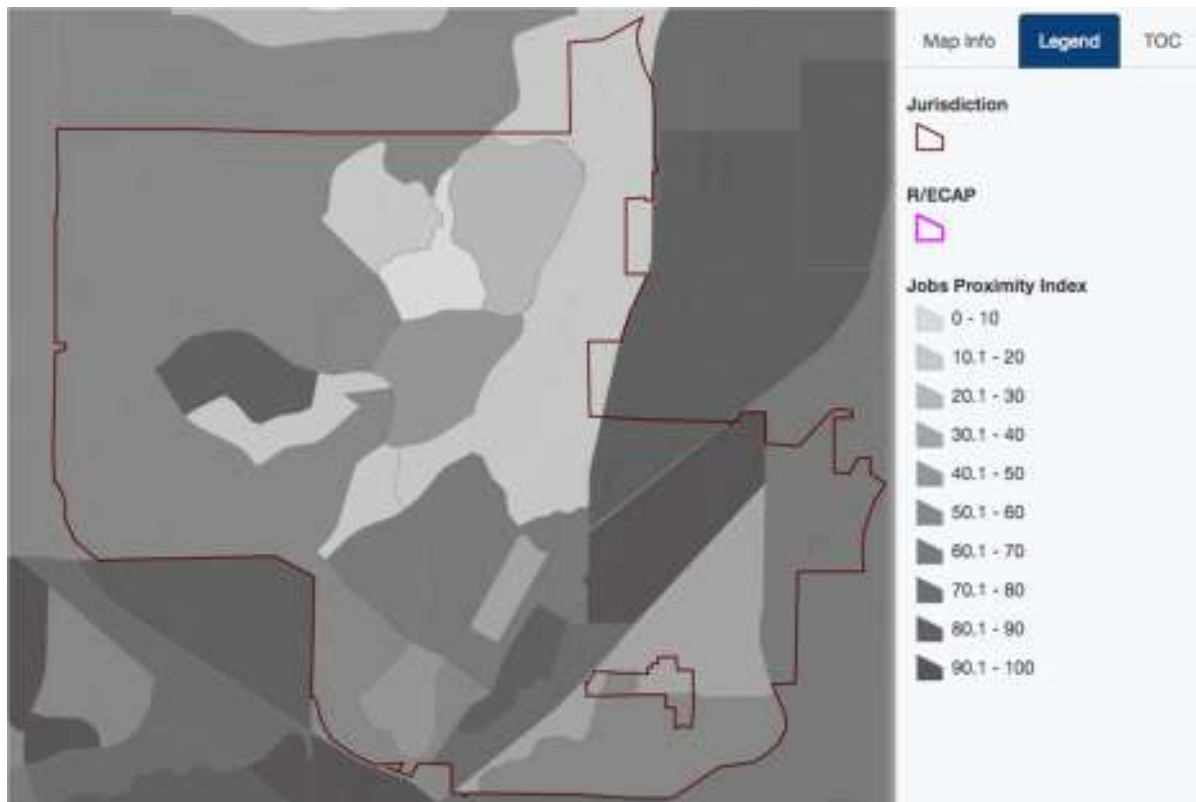 Map Info Legend TOC
Jurisdiction
R/ECAP
Jobs Proximity Index
0 - 10
10.1 - 20
20.1 - 30
30.1 - 40
40.1 - 50
50.1 - 60
60.1 - 70
70.1 - 80
80.1 - 90
90.1 - 100